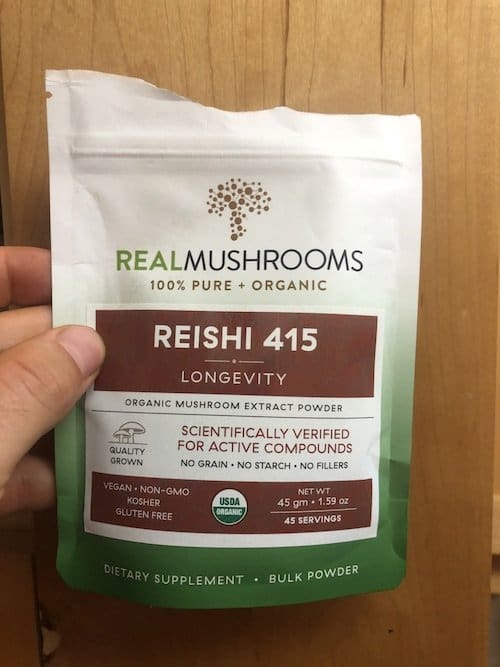 REALMUSHROOMS
100% PURE + ORGANIC
REISHI 415
LONGEVITY
ORGANIC MUSHROOM EXTRACT POWDER
QUALITY
GROWN
SCIENTIFICALLY VERIFIED
FOR ACTIVE COMPOUNDS
NO GRAIN • NO STARCH • NO FILLERS
VEGAN • NON-GMO
KOSHER
GLUTEN FREE
USDA
ORGANIC
NET WT
45 gm • 1.59 oz
45 SERVINGS
DIETARY SUPPLEMENT • BULK POWDER